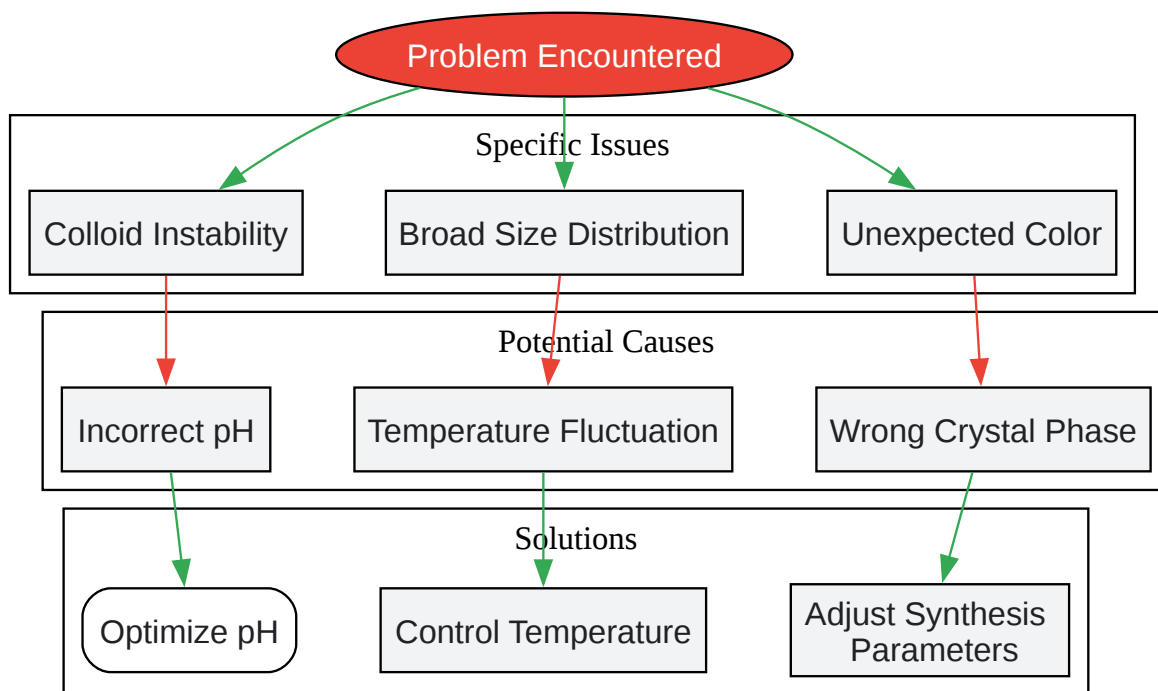 Problem Encountered
Specific Issues
Colloid Instability
Broad Size Distribution
Unexpected Color
Potential Causes
Incorrect pH
Temperature Fluctuation
Wrong Crystal Phase
Solutions
Optimize pH
Control Temperature
Adjust Synthesis
Parameters